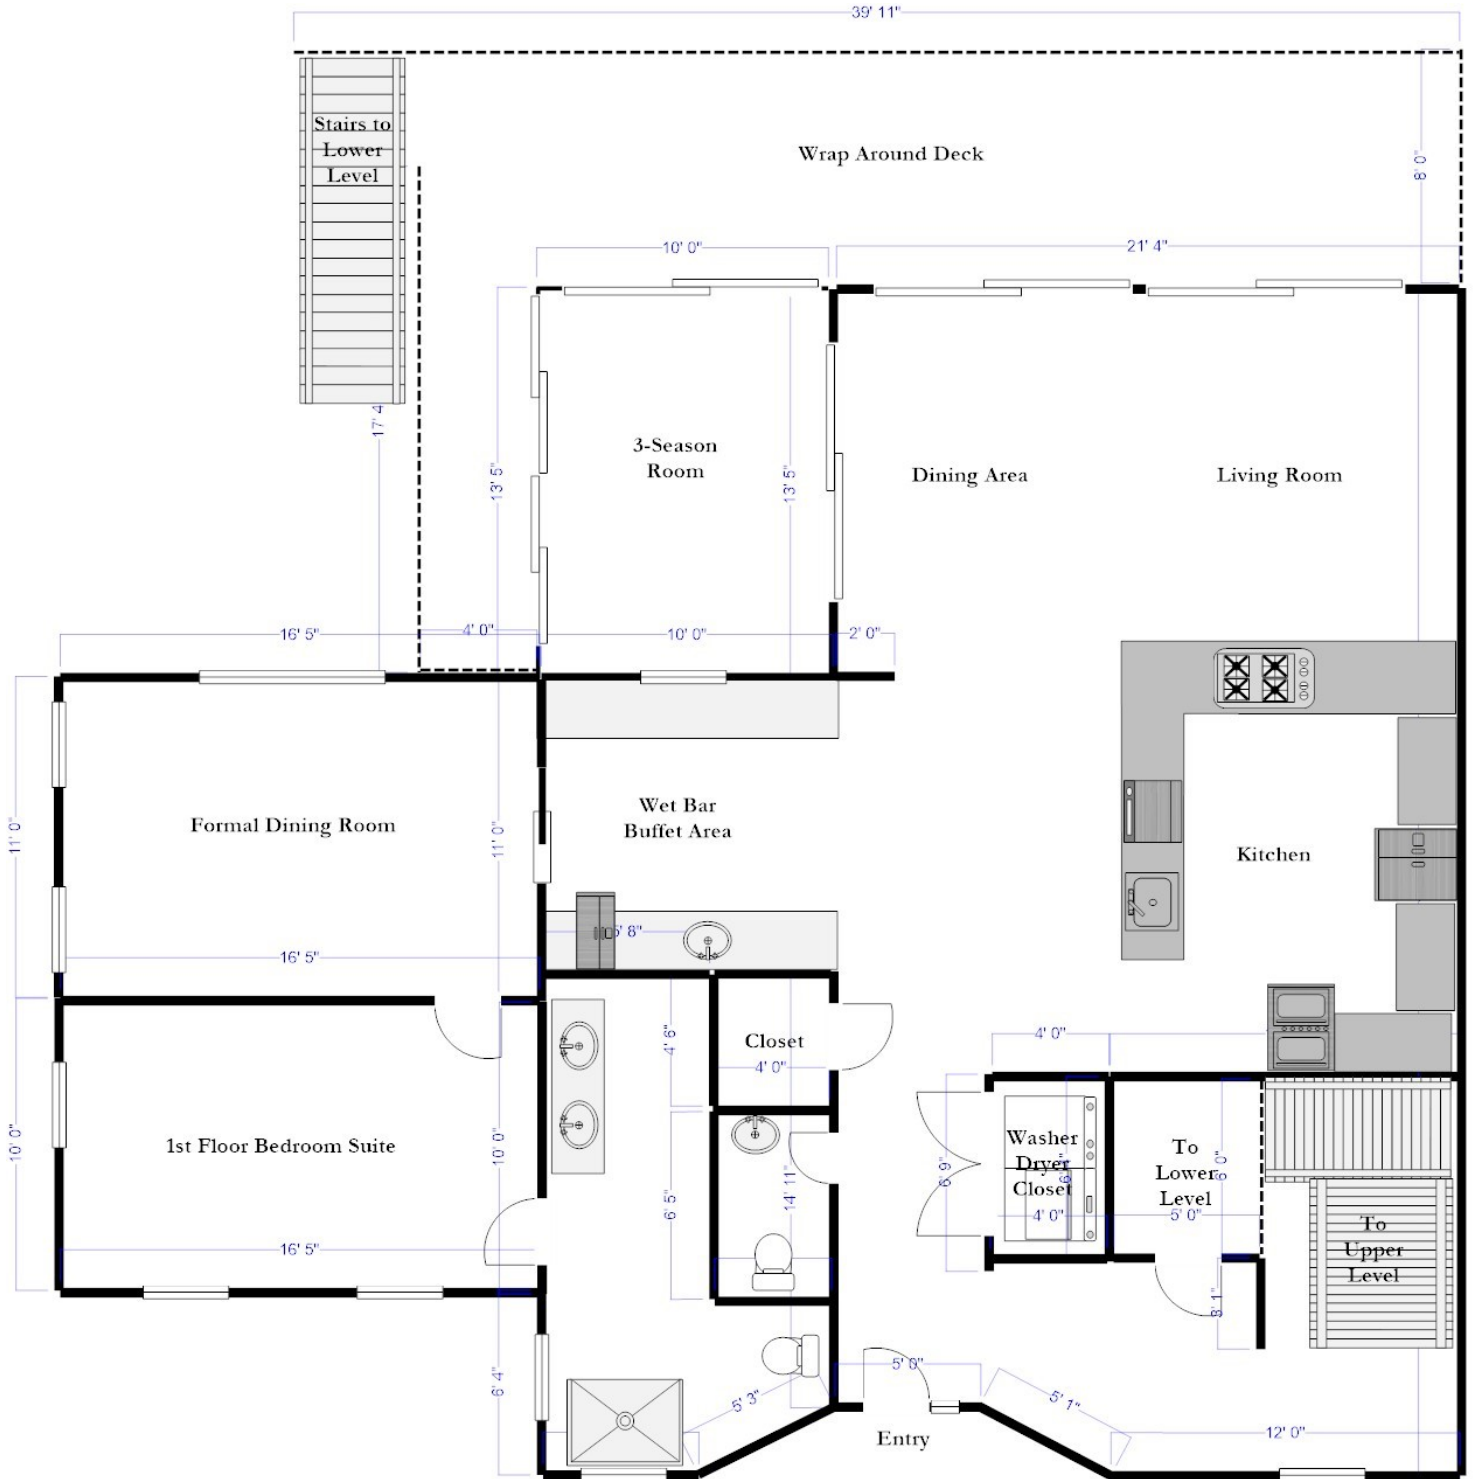 39' 11"
Stairs to
Lower
Level
Wrap Around Deck
8' 0"
10' 0"
21' 4"
17' 4
13' 5"
3-Season
Room
13' 5"
Dining Area
Living Room
16' 5"
4' 0"
10' 0"
2' 0"
11' 0"
Formal Dining Room
11' 0"
Wet Bar
Buffet Area
Kitchen
16' 5"
5' 8"
10' 0"
1st Floor Bedroom Suite
10' 0"
16' 5"
4' 6"
Closet
4' 0"
4' 0"
6' 5"
14' 11"
6' 9"
Washer
Dryer
Closet
4' 0"
To
Lower
Level
6' 0"
5' 0"
To
Upper
Level
3' 1"
6' 4"
5' 3"
5' 0"
5' 1"
Entry
12' 0"